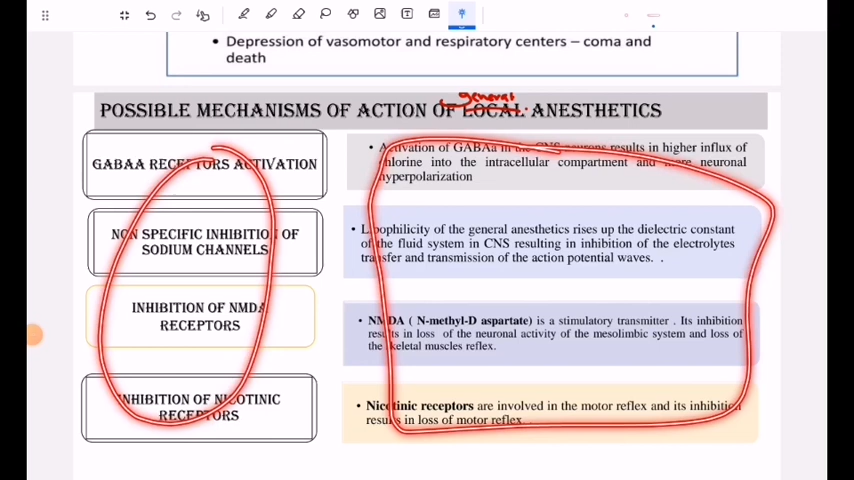 • Depression of vasomotor and respiratory centers – coma and
death
general
POSSIBLE MECHANISMS OF ACTION OF LOCAL ANESTHETICS
GABAA RECEPTORS ACTIVATION
• Activation of GABAa in the CNS neurons results in higher influx of
chlorine into the intracellular compartment and more neuronal
hyperpolarization
NON SPECIFIC INHIBITION OF
SODIUM CHANNELS
• Lipophilicity of the general anesthetics rises up the dielectric constant
of the fluid system in CNS resulting in inhibition of the electrolytes
transfer and transmission of the action potential waves. .
INHIBITION OF NMDA
RECEPTORS
• NMDA ( N-methyl-D aspartate) is a stimulatory transmitter . Its inhibition
results in loss of the neuronal activity of the mesolimbic system and loss of
the skeletal muscles reflex.
INHIBITION OF NICOTINIC
RECEPTORS
• Nicotinic receptors are involved in the motor reflex and its inhibition
results in loss of motor reflex.